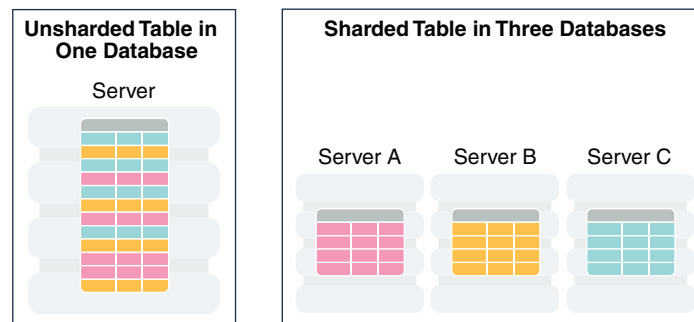 Unsharded Table in
One Database
Server
Sharded Table in Three Databases
Server A
Server B
Server C